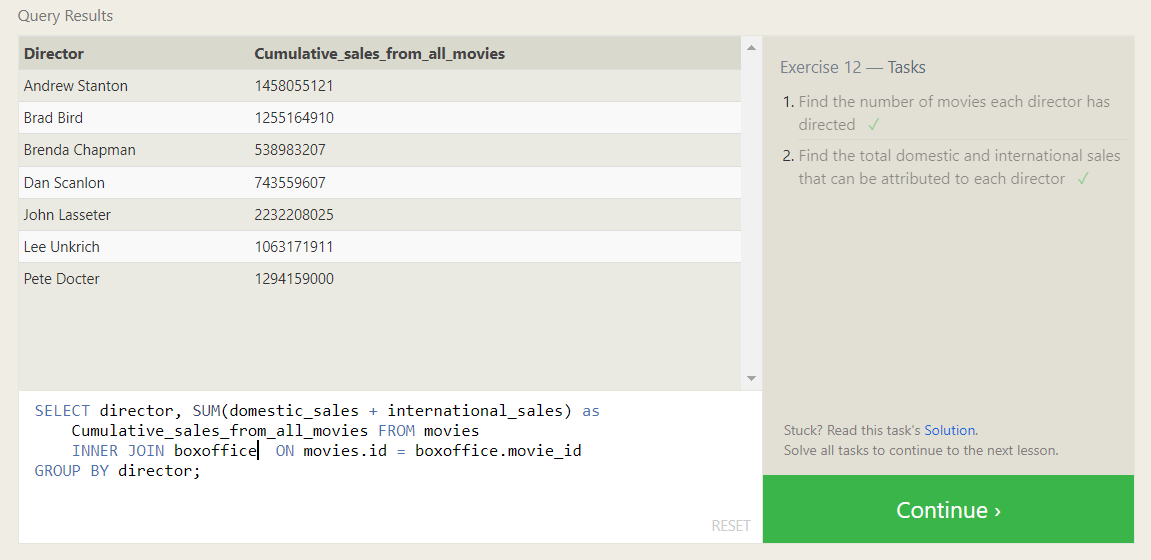 Query Results
Director Cumulative_sales_from_all_movies
Andrew Stanton 1458055121
Brad Bird 1255164910
Brenda Chapman 538983207
Dan Scanlon 743559607
John Lasseter 2232208025
Lee Unkrich 1063171911
Pete Docter 1294159000
SELECT director, SUM(domestic_sales + international_sales) as
Cumulative_sales_from_all_movies FROM movies
INNER JOIN boxoffice ON movies.id = boxoffice.movie_id
GROUP BY director;
RESET
Exercise 12 — Tasks
1. Find the number of movies each director has
directed ✓
2. Find the total domestic and international sales
that can be attributed to each director ✓
Stuck? Read this task's Solution.
Solve all tasks to continue to the next lesson.
Continue ›